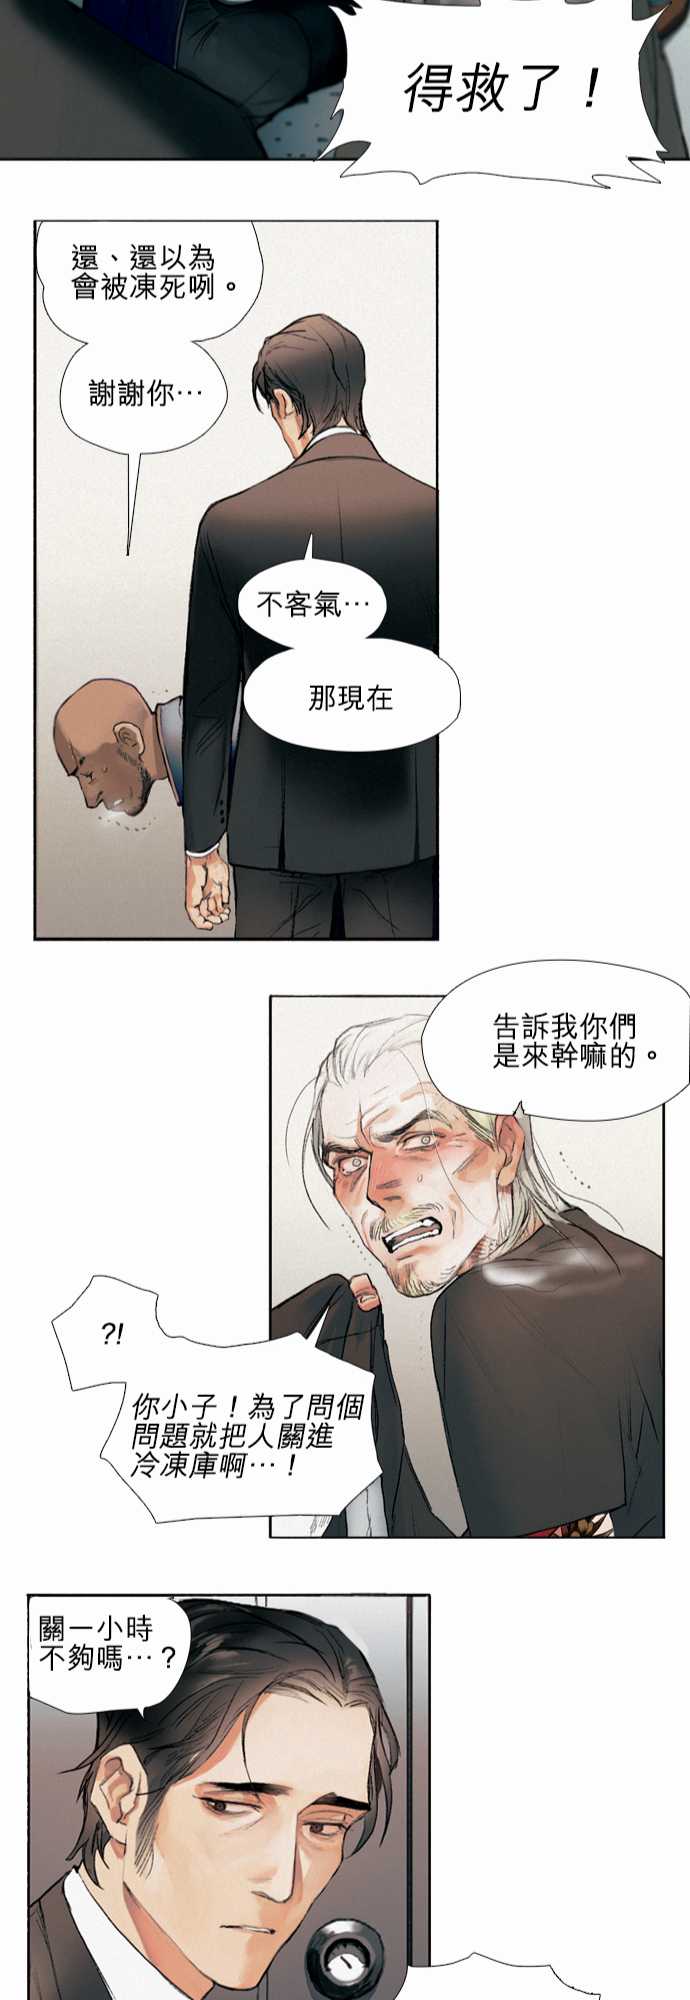 得救了！
還、還以為
會被凍死咧。
謝謝你⋯
不客氣⋯
那現在
告訴我你們
是來幹嘛的。
?!
你小子！為了問個
問題就把人關進
冷凍庫啊⋯！
關一小時
不夠嗎⋯？